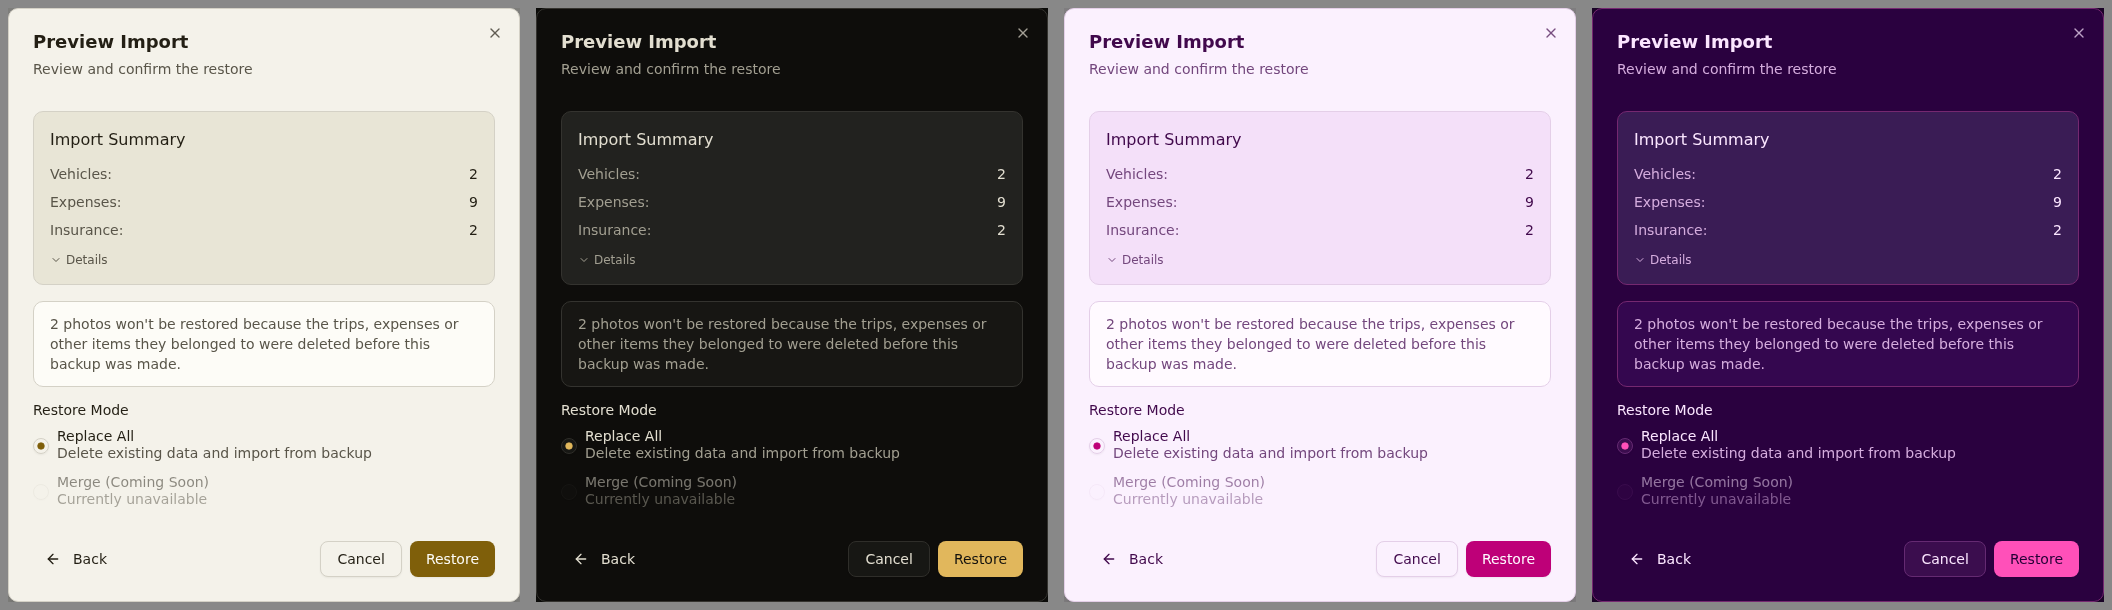 Preview Import
Review and confirm the restore
Import Summary
Vehicles: 2
Expenses: 9
Insurance: 2
Details
2 photos won't be restored because the trips, expenses or
other items they belonged to were deleted before this
backup was made.
Restore Mode
Replace All
Delete existing data and import from backup
Merge (Coming Soon)
Currently unavailable
Back Cancel Restore
Preview Import
Review and confirm the restore
Import Summary
Vehicles: 2
Expenses: 9
Insurance: 2
Details
2 photos won't be restored because the trips, expenses or
other items they belonged to were deleted before this
backup was made.
Restore Mode
Replace All
Delete existing data and import from backup
Merge (Coming Soon)
Currently unavailable
Back Cancel Restore
Preview Import
Review and confirm the restore
Import Summary
Vehicles: 2
Expenses: 9
Insurance: 2
Details
2 photos won't be restored because the trips, expenses or
other items they belonged to were deleted before this
backup was made.
Restore Mode
Replace All
Delete existing data and import from backup
Merge (Coming Soon)
Currently unavailable
Back Cancel Restore
Preview Import
Review and confirm the restore
Import Summary
Vehicles: 2
Expenses: 9
Insurance: 2
Details
2 photos won't be restored because the trips, expenses or
other items they belonged to were deleted before this
backup was made.
Restore Mode
Replace All
Delete existing data and import from backup
Merge (Coming Soon)
Currently unavailable
Back Cancel Restore